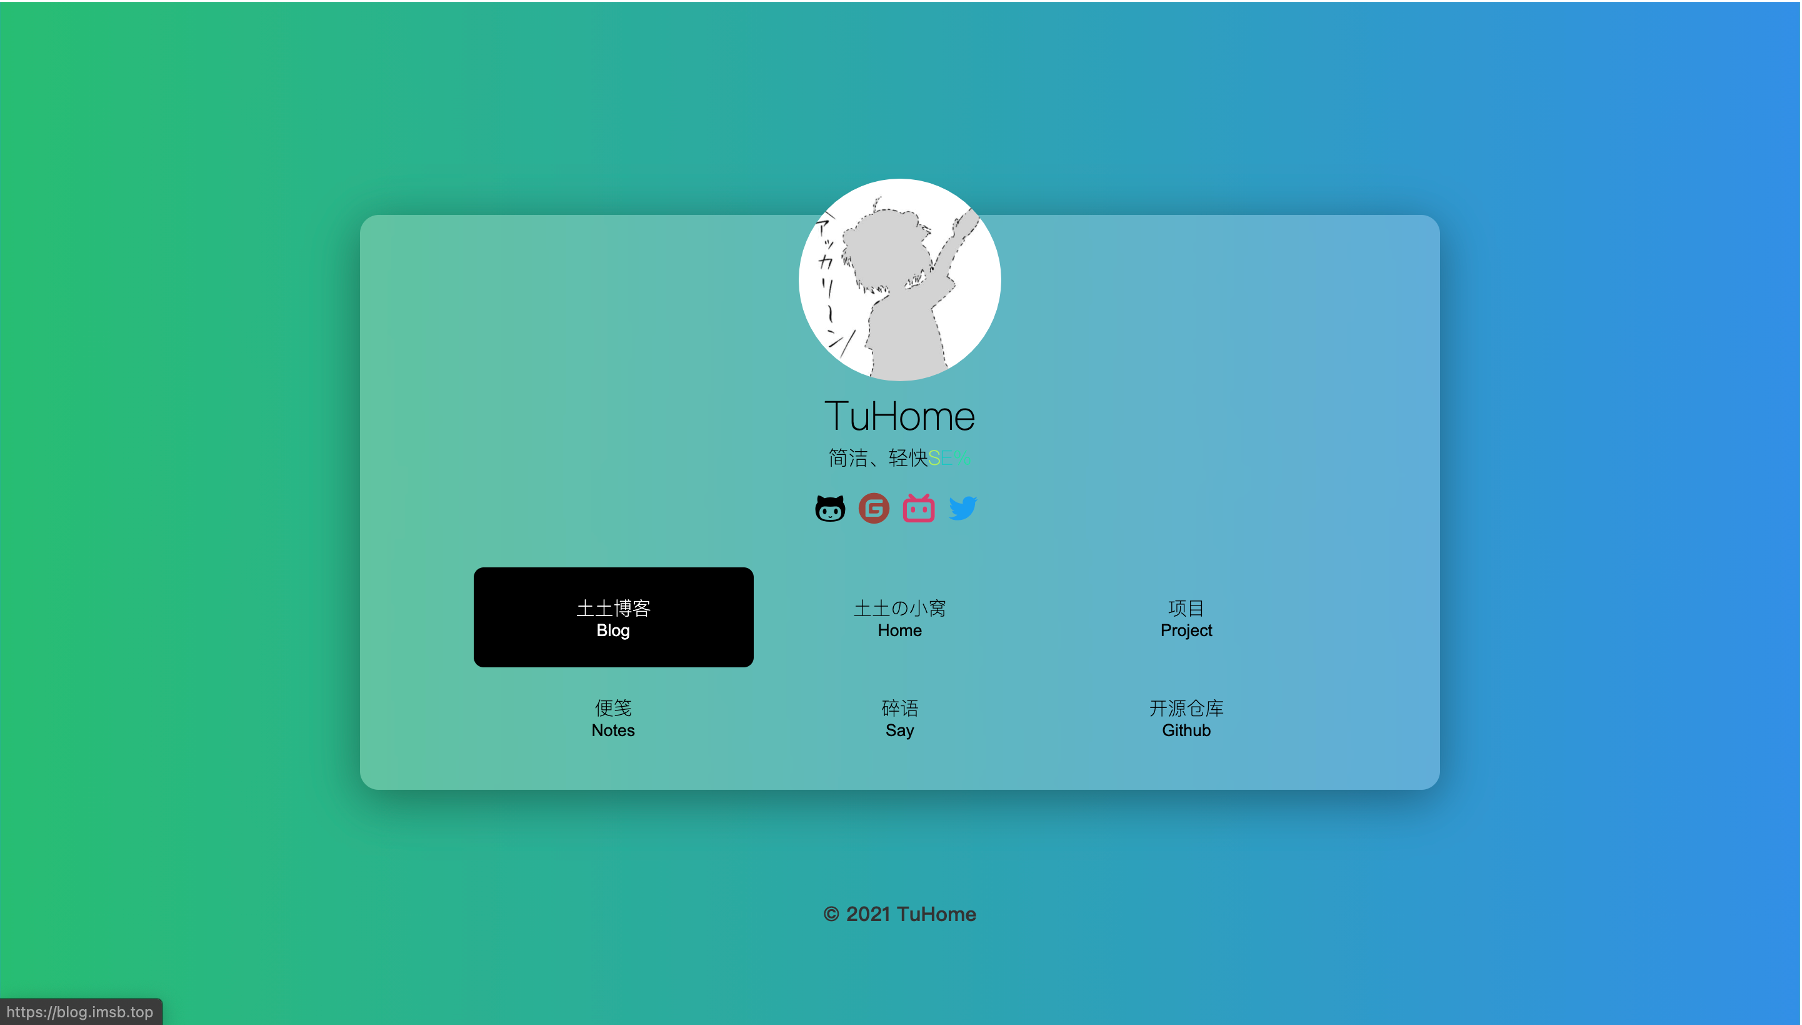 アッカリ～ン
TuHome
简洁、轻快SE
土土博客
Blog
土土の小窝
Home
项目
Project
便笺
Notes
碎语
Say
开源仓库
Github
© 2021 TuHome
https://blog.imsb.top